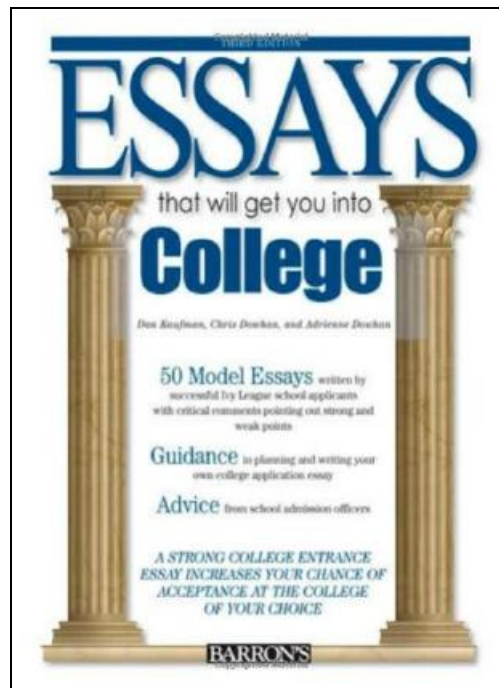 THIRD EDITION
ESSAYS
that will get you into
College
Dan Kaufman, Chris Dowhan, and Adrienne Dowhan
50 Model Essays written by
successful Ivy League school applicants
with critical comments pointing out strong and
weak points
Guidance in planning and writing your
own college application essay
Advice from school admission officers
A STRONG COLLEGE ENTRANCE
ESSAY INCREASES YOUR CHANCE OF
ACCEPTANCE AT THE COLLEGE
OF YOUR CHOICE
BARRON'S
Copyrighted Material